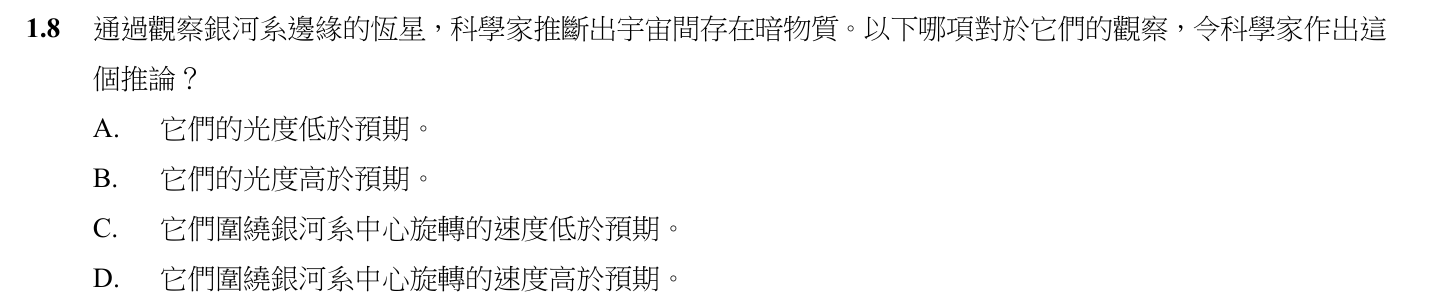 1.8 通過觀察銀河系邊緣的恆星，科學家推斷出宇宙間存在暗物質。以下哪項對於它們的觀察，令科學家作出這
個推論？
A. 它們的光度低於預期。
B. 它們的光度高於預期。
C. 它們圍繞銀河系中心旋轉的速度低於預期。
D. 它們圍繞銀河系中心旋轉的速度高於預期。